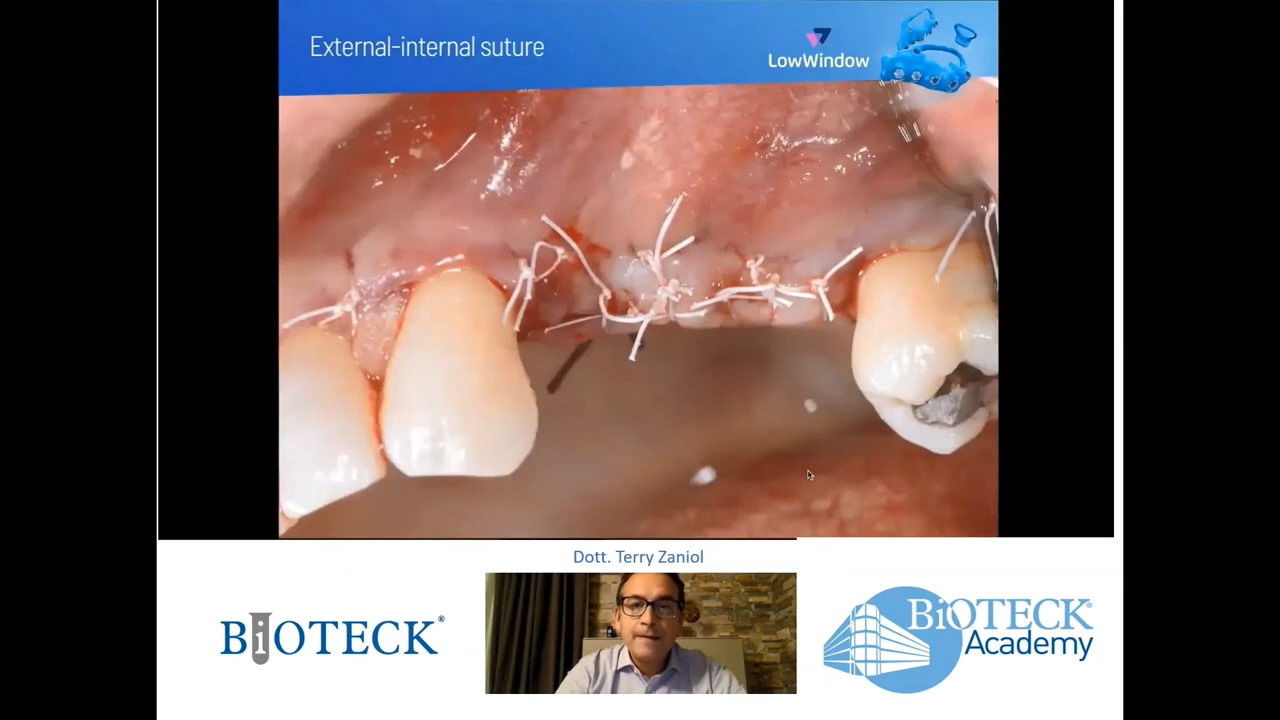 External-internal suture
LowWindow
Dott. Terry Zaniol
BiOTECK®
BiOTECK®
Academy